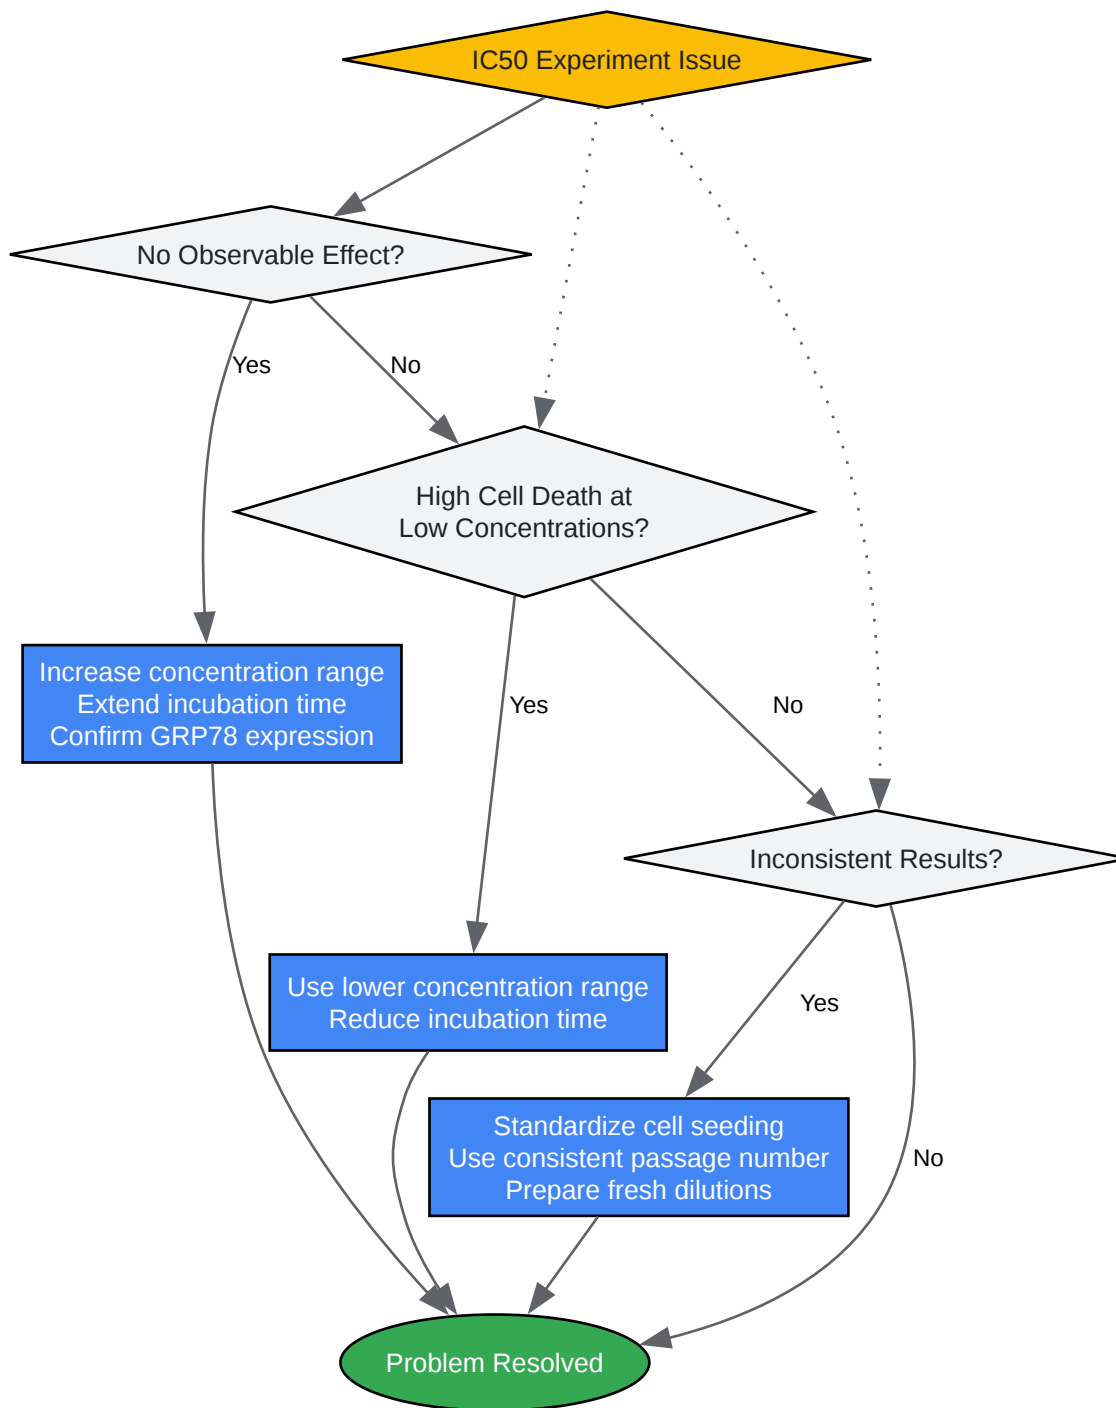 IC50 Experiment Issue
No Observable Effect?
Yes
No
High Cell Death at
Low Concentrations?
Increase concentration range
Extend incubation time
Confirm GRP78 expression
Yes
No
Inconsistent Results?
Use lower concentration range
Reduce incubation time
Yes
Standardize cell seeding
Use consistent passage number
Prepare fresh dilutions
No
Problem Resolved